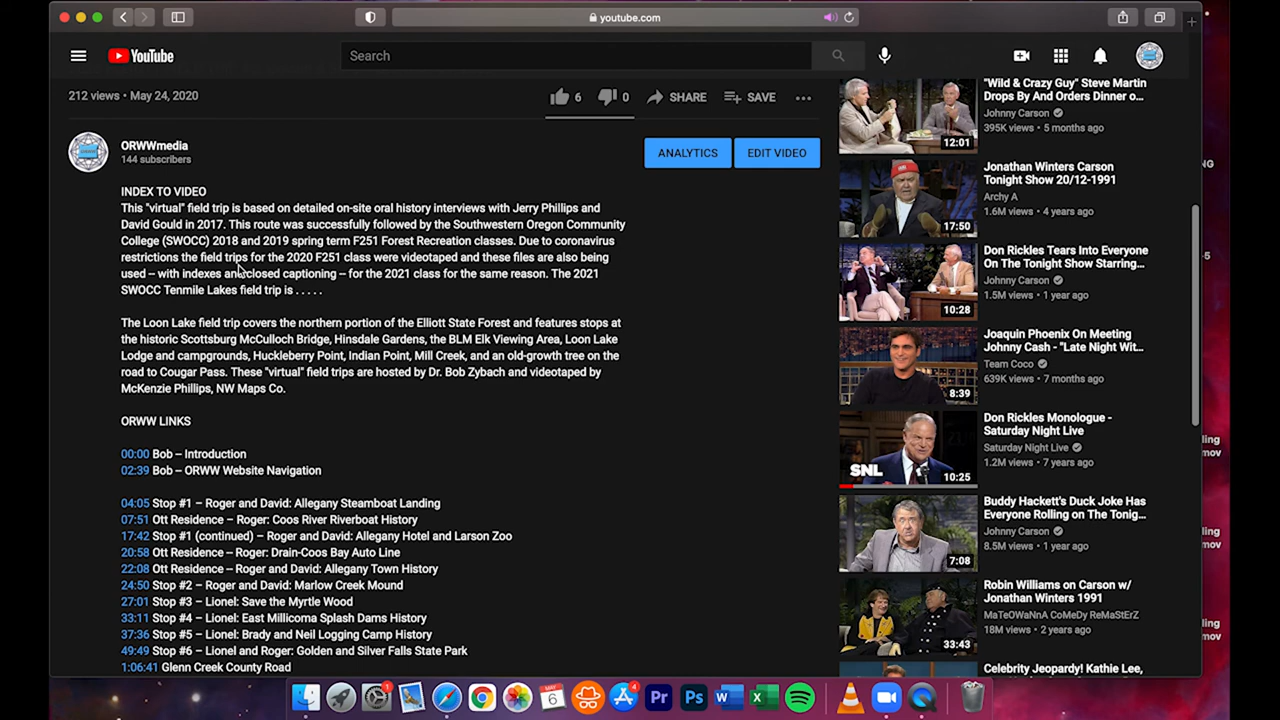 youtube.com
YouTube
Search
212 views • May 24, 2020
6
0
SHARE
SAVE
ORWWmedia
144 subscribers
ANALYTICS
EDIT VIDEO
INDEX TO VIDEO
This "virtual" field trip is based on detailed on-site oral history interviews with Jerry Phillips and
David Gould in 2017. This route was successfully followed by the Southwestern Oregon Community
College (SWOCC) 2018 and 2019 spring term F251 Forest Recreation classes. Due to coronavirus
restrictions the field trips for the 2020 F251 class were videotaped and these files are also being
used -- with indexes and closed captioning -- for the 2021 class for the same reason. The 2021
SWOCC Tenmile Lakes field trip is . . . . .
The Loon Lake field trip covers the northern portion of the Elliott State Forest and features stops at
the historic Scottsburg McCulloch Bridge, Hinsdale Gardens, the BLM Elk Viewing Area, Loon Lake
Lodge and campgrounds, Huckleberry Point, Indian Point, Mill Creek, and an old-growth tree on the
road to Cougar Pass. These "virtual" field trips are hosted by Dr. Bob Zybach and videotaped by
McKenzie Phillips, NW Maps Co.
ORWW LINKS
00:00 Bob – Introduction
02:39 Bob – ORWW Website Navigation
04:05 Stop #1 – Roger and David: Allegany Steamboat Landing
07:51 Ott Residence – Roger: Coos River Riverboat History
17:42 Stop #1 (continued) – Roger and David: Allegany Hotel and Larson Zoo
20:58 Ott Residence -- Roger: Drain-Coos Bay Auto Line
22:08 Ott Residence – Roger and David: Allegany Town History
24:50 Stop #2 – Roger and David: Marlow Creek Mound
27:01 Stop #3 – Lionel: Save the Myrtle Wood
33:11 Stop #4 – Lionel: East Millicoma Splash Dams History
37:36 Stop #5 – Lionel: Brady and Neil Logging Camp History
49:49 Stop #6 – Lionel and Roger: Golden and Silver Falls State Park
1:06:41 Glenn Creek County Road
12:01
"Wild & Crazy Guy" Steve Martin
Drops By And Orders Dinner o...
Johnny Carson
395K views • 5 months ago
17:50
Jonathan Winters Carson
Tonight Show 20/12-1991
Archy A
1.6M views • 4 years ago
10:28
Don Rickles Tears Into Everyone
On The Tonight Show Starring...
Johnny Carson
1.5M views • 1 year ago
8:39
Joaquin Phoenix On Meeting
Johnny Cash - "Late Night Wit...
Team Coco
639K views • 7 months ago
SNL
10:25
Don Rickles Monologue -
Saturday Night Live
Saturday Night Live
1.2M views • 7 years ago
7:08
Buddy Hackett's Duck Joke Has
Everyone Rolling on The Tonig...
Johnny Carson
8.5M views • 1 year ago
33:43
Robin Williams on Carson w/
Jonathan Winters 1991
MaTeOWaNnA CoMeDy ReMaStErZ
18M views • 2 years ago
Celebrity Jeopardy! Kathie Lee,
NG
-5
ling
mov
ling
mov
ling
mov
1
6
4
Pr
Ps
W
X